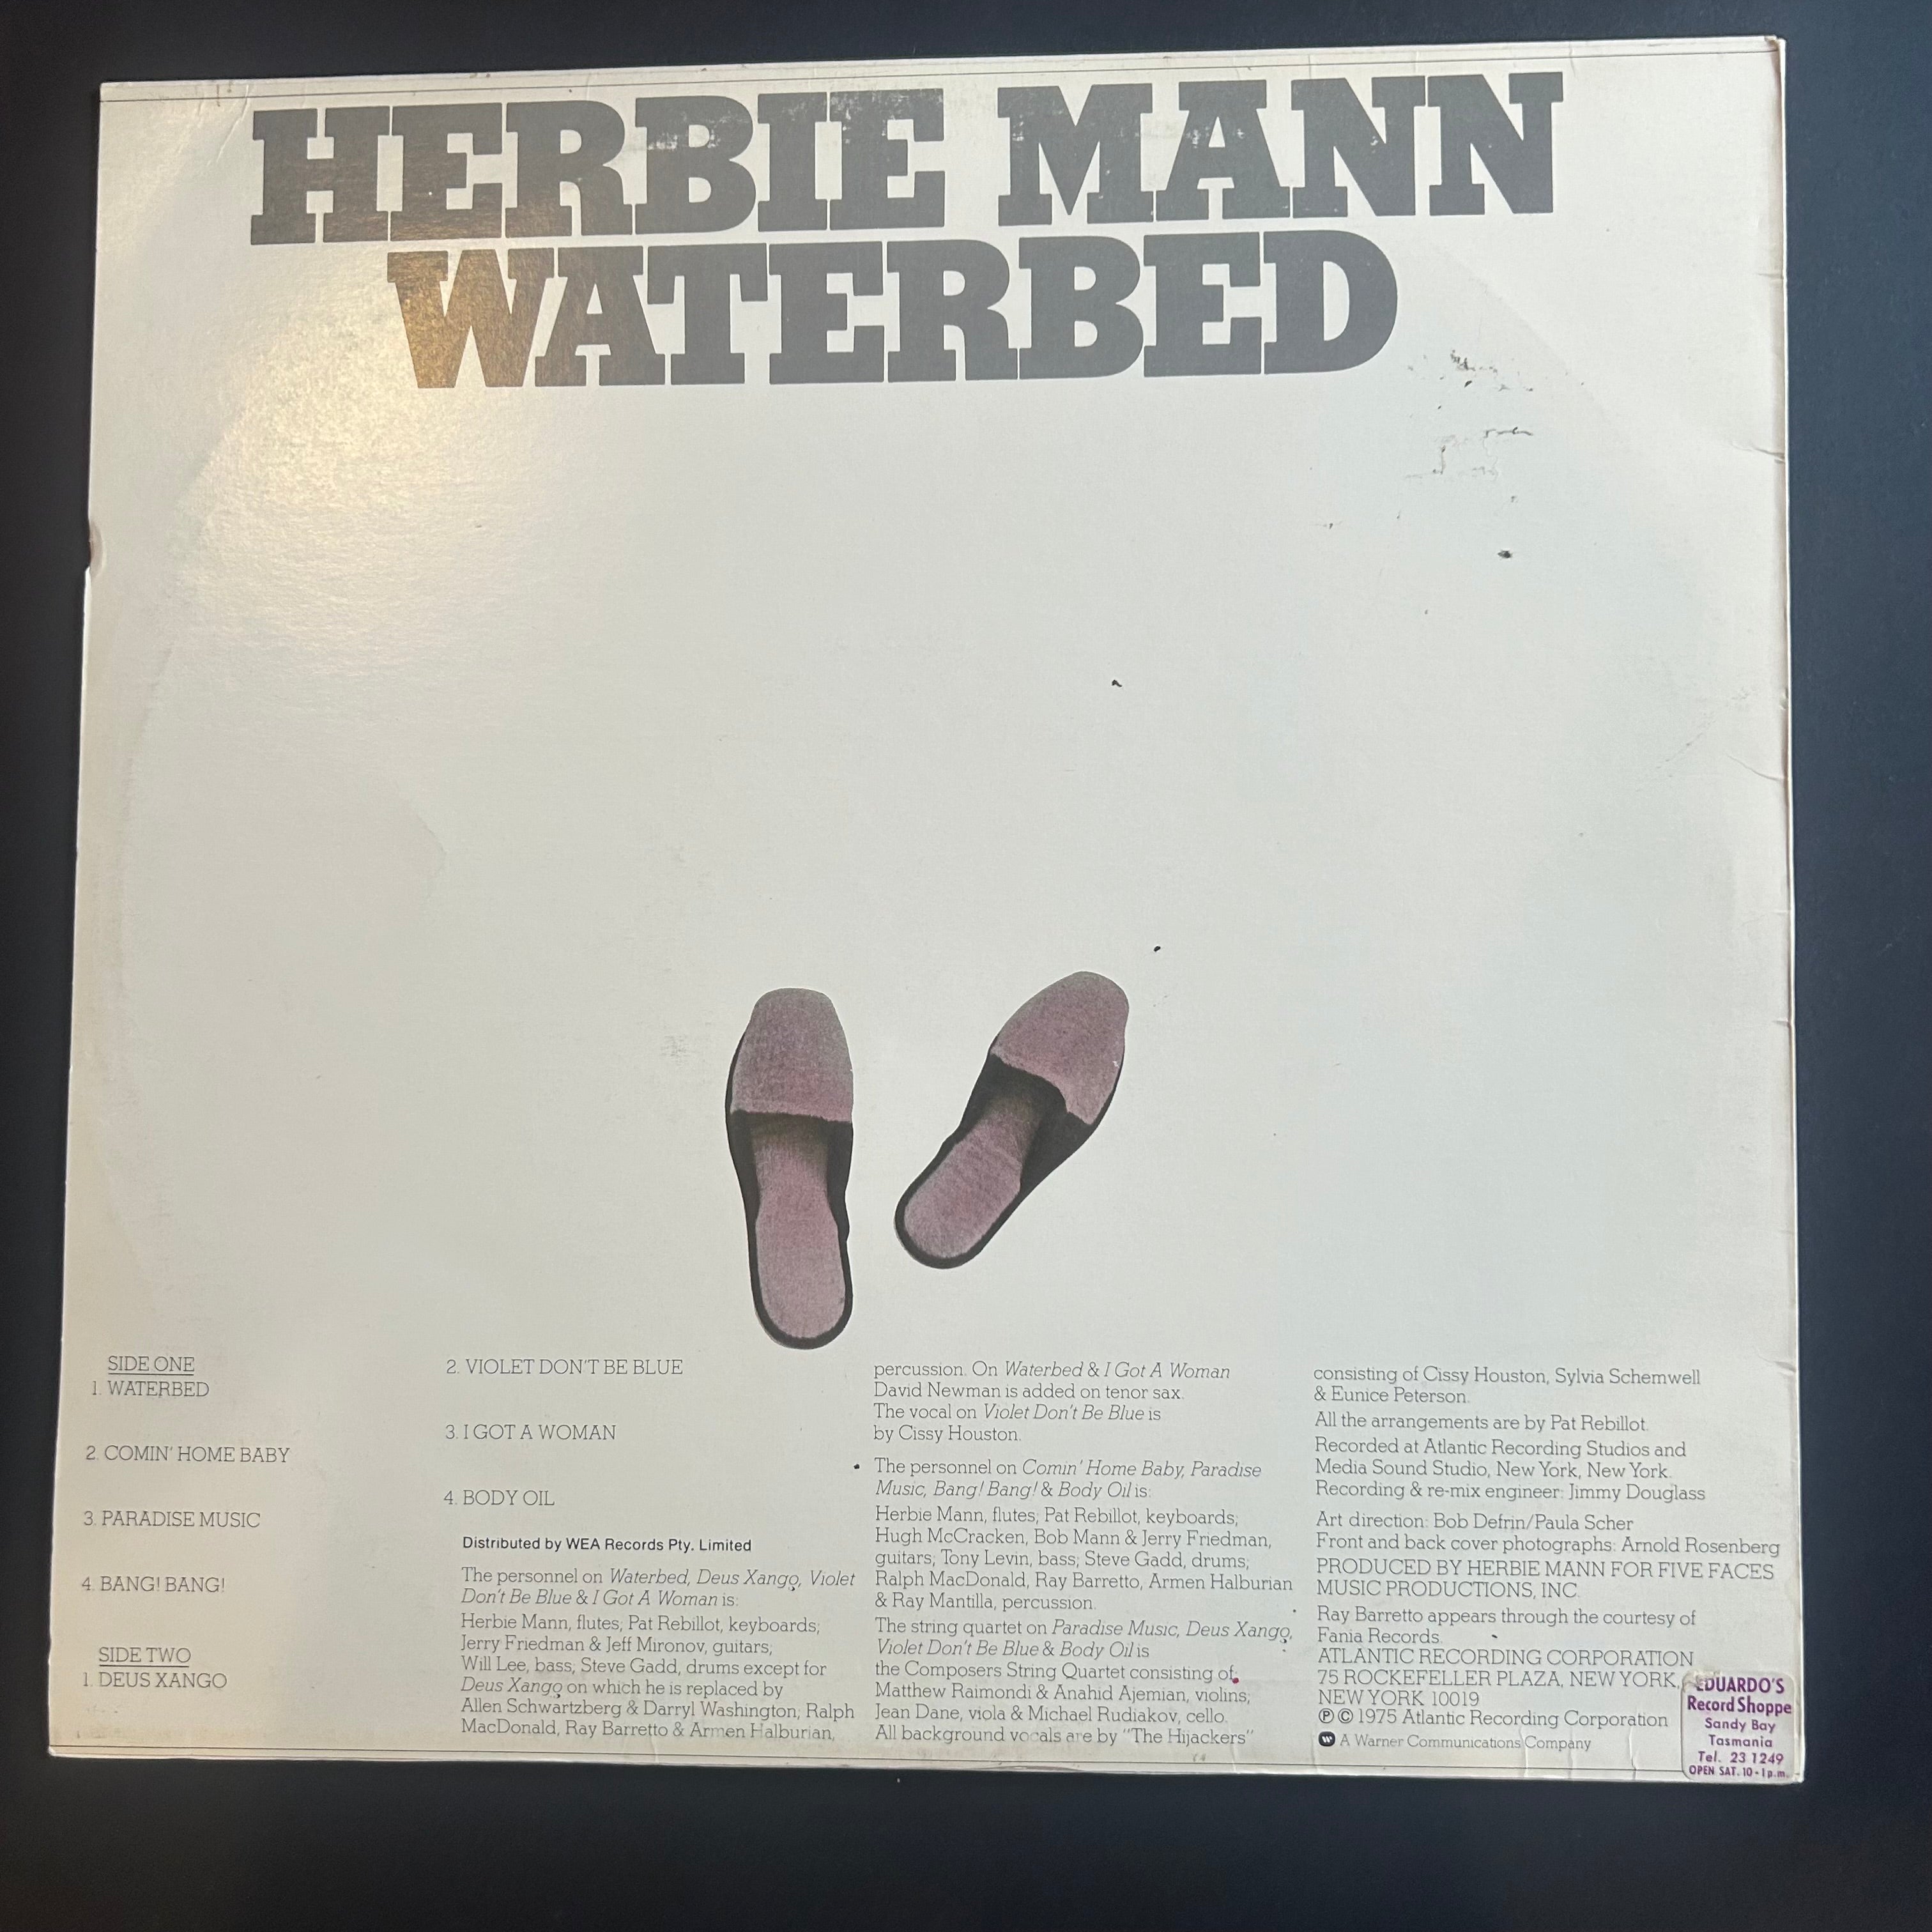 HERBIE MANN
WATERBED
SIDE ONE
1. WATERBED
2. COMIN' HOME BABY
3. PARADISE MUSIC
4. BANG! BANG!
SIDE TWO
1. DEUS XANGO
2. VIOLET DON'T BE BLUE
3. I GOT A WOMAN
4. BODY OIL
Distributed by WEA Records Pty. Limited
The personnel on Waterbed, Deus Xango, Violet
Don't Be Blue & I Got A Woman is:
Herbie Mann, flutes; Pat Rebillot, keyboards;
Jerry Friedman & Jeff Mironov, guitars;
Will Lee, bass; Steve Gadd, drums except for
Deus Xango on which he is replaced by
Allen Schwartzberg & Darryl Washington; Ralph
MacDonald, Ray Barretto & Armen Halburian,
percussion. On Waterbed & I Got A Woman
David Newman is added on tenor sax.
The vocal on Violet Don't Be Blue is
by Cissy Houston.
The personnel on Comin' Home Baby, Paradise
Music, Bang! Bang! & Body Oil is:
Herbie Mann, flutes; Pat Rebillot, keyboards;
Hugh McCracken, Bob Mann & Jerry Friedman,
guitars; Tony Levin, bass; Steve Gadd, drums;
Ralph MacDonald, Ray Barretto, Armen Halburian
& Ray Mantilla, percussion.
The string quartet on Paradise Music, Deus Xango,
Violet Don't Be Blue & Body Oil is
the Composers String Quartet consisting of:
Matthew Raimondi & Anahid Ajemian, violins;
Jean Dane, viola & Michael Rudiakov, cello.
All background vocals are by "The Hijackers"
consisting of Cissy Houston, Sylvia Schemwell
& Eunice Peterson.
All the arrangements are by Pat Rebillot.
Recorded at Atlantic Recording Studios and
Media Sound Studio, New York, New York.
Recording & re-mix engineer: Jimmy Douglass
Art direction: Bob Defrin/Paula Scher
Front and back cover photographs: Arnold Rosenberg
PRODUCED BY HERBIE MANN FOR FIVE FACES
MUSIC PRODUCTIONS, INC.
Ray Barretto appears through the courtesy of
Fania Records.
ATLANTIC RECORDING CORPORATION
75 ROCKEFELLER PLAZA, NEW YORK,
NEW YORK 10019
℗ © 1975 Atlantic Recording Corporation
A Warner Communications Company
EDUARDO'S
Record Shoppe
Sandy Bay
Tasmania
Tel. 23 1249
OPEN SAT. 10-1 p.m.